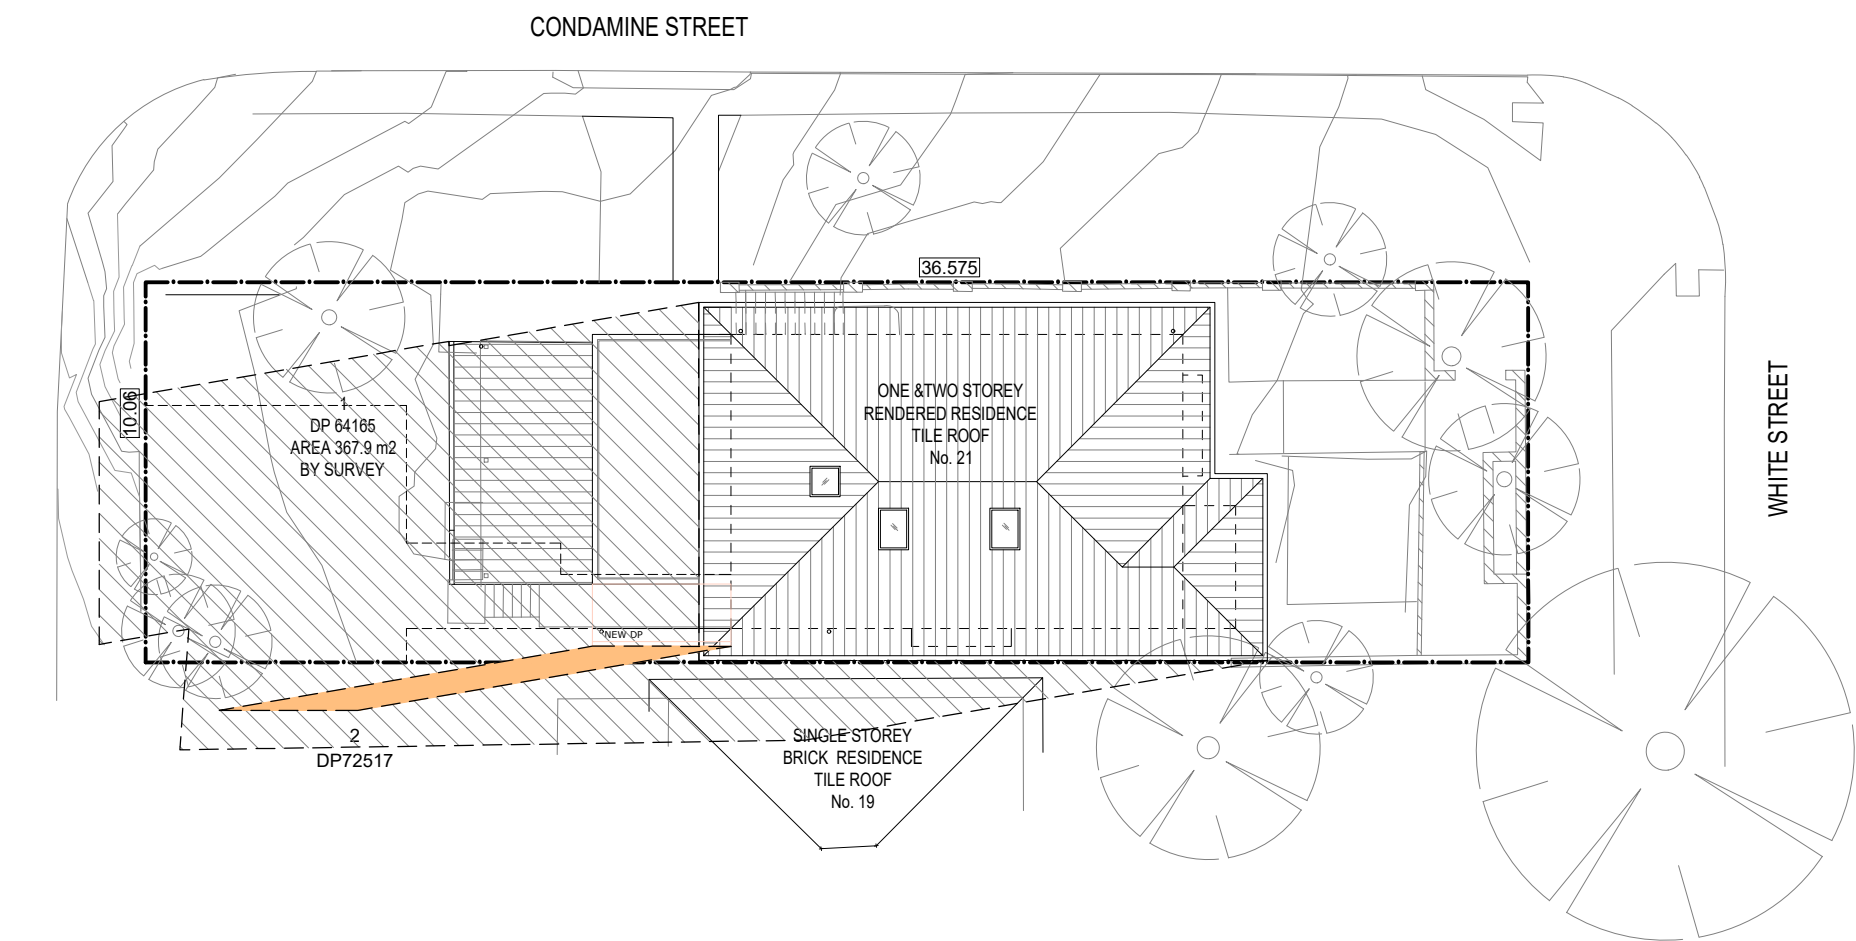 CONDAMINE STREET
36.575
10.06
1
DP 64165
AREA 367.9 m2
BY SURVEY
ONE &TWO STOREY
RENDERED RESIDENCE
TILE ROOF
No. 21
WHITE STREET
NEW DP
2
DP72517
SINGLE STOREY
BRICK RESIDENCE
TILE ROOF
No. 19